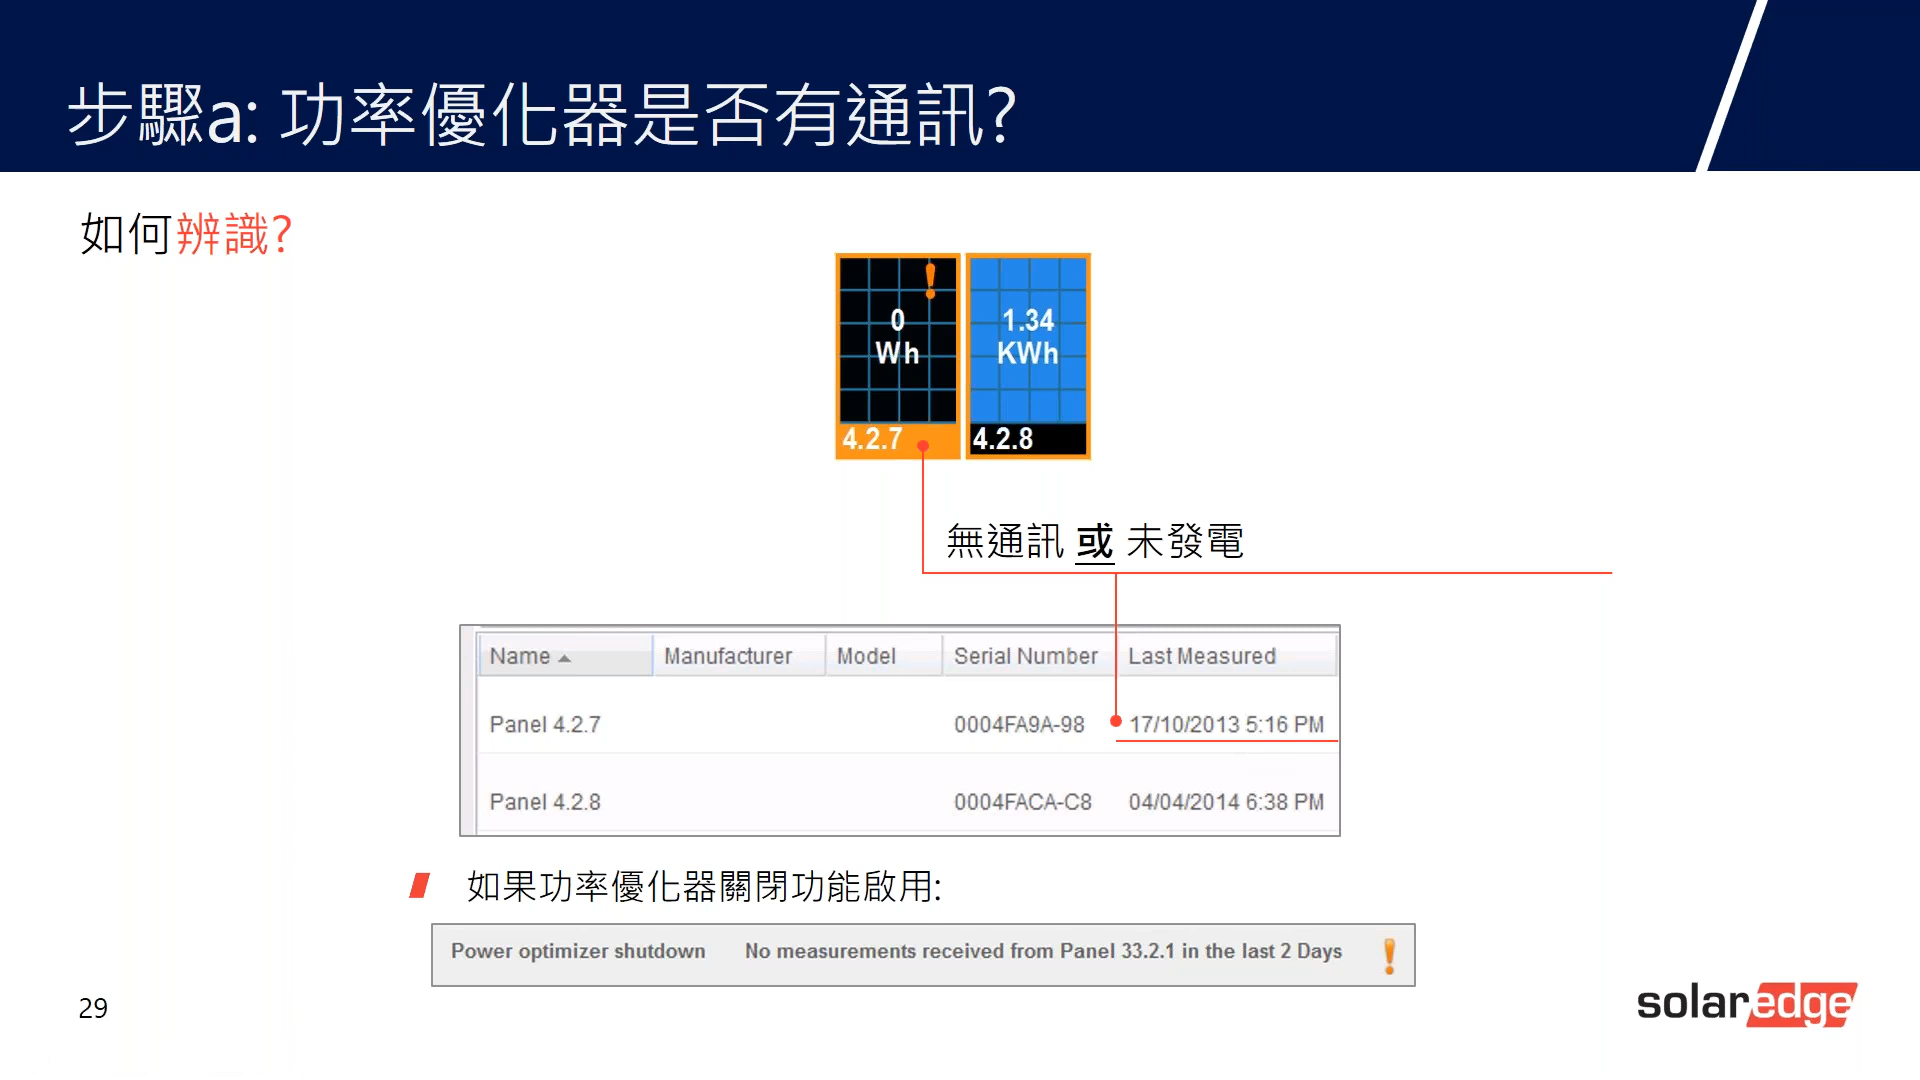 步驟a: 功率優化器是否有通訊?
如何辨識?
0
Wh
4.2.7
1.34
KWh
4.2.8
無通訊 或 未發電
Name Manufacturer Model Serial Number Last Measured
Panel 4.2.7 0004FA9A-98 17/10/2013 5:16 PM
Panel 4.2.8 0004FACA-C8 04/04/2014 6:38 PM
如果功率優化器關閉功能啟用:
Power optimizer shutdown No measurements received from Panel 33.2.1 in the last 2 Days
29
solaredge